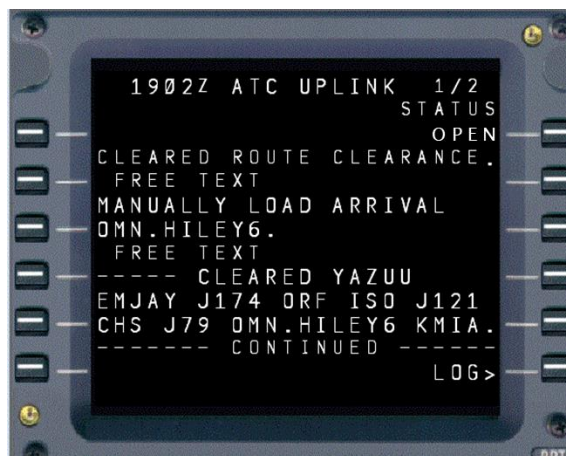 1902Z ATC UPLINK 1/2
STATUS
OPEN
CLEARED ROUTE CLEARANCE.
FREE TEXT
MANUALLY LOAD ARRIVAL
OMN.HILEY6.
FREE TEXT
----- CLEARED YAZUU
EMJAY J174 ORF ISO J121
CHS J79 OMN.HILEY6 KMIA.
------- CONTINUED ------
LOG>